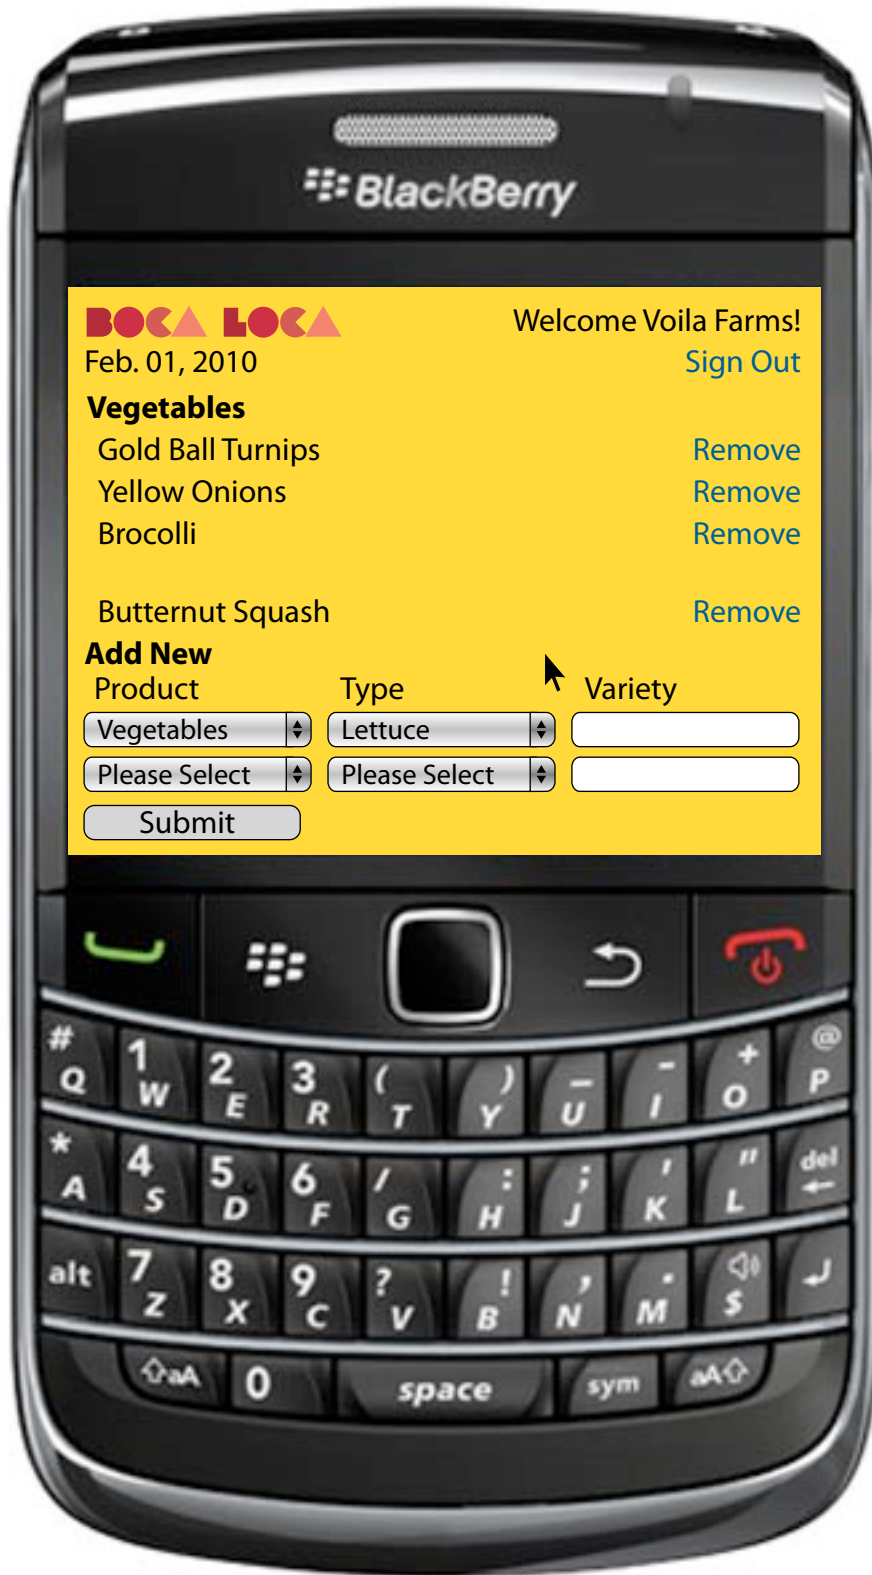 BlackBerry
BOCA LOCA Welcome Voila Farms!
Feb. 01, 2010 Sign Out
Vegetables
Gold Ball Turnips Remove
Yellow Onions Remove
Brocolli Remove
Butternut Squash Remove
Add New
Product Type Variety
Vegetables Lettuce
Please Select Please Select
Submit
# 1 2 3 ( ) _ - + @
Q W E R T Y U I O P
* 4 5 6 / : ; ' " del
A S D F G H J K L
alt 7 8 9 ? ! , . 
Z X C V B N M $
aA 0 space sym aA